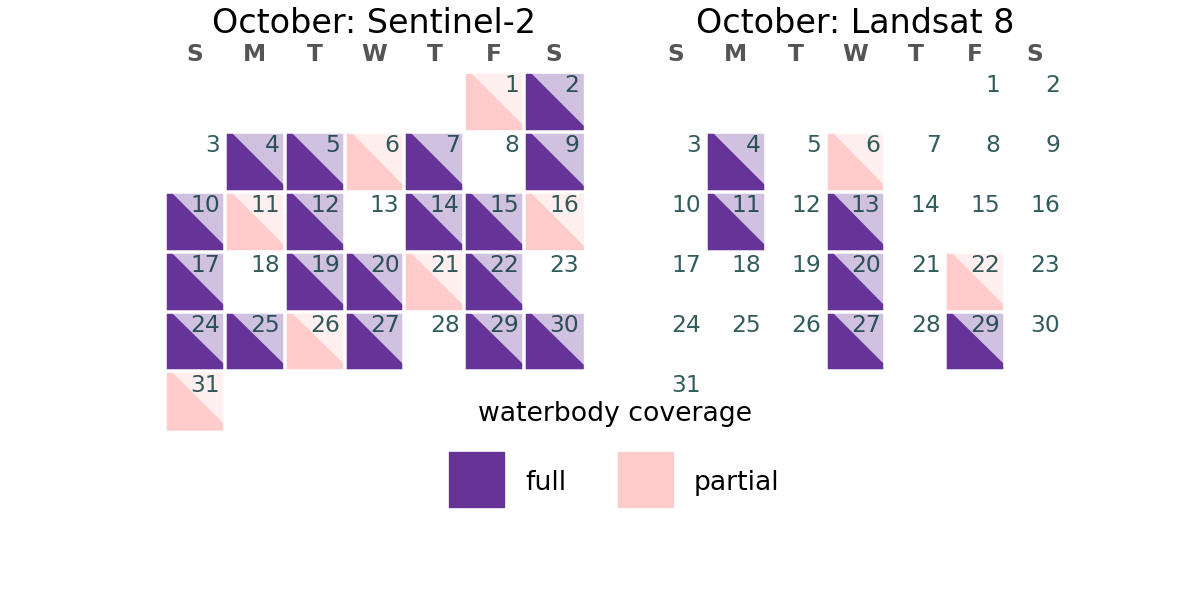 October: Sentinel-2
S M T W T F S
1 2
3 4 5 6 7 8 9
10 11 12 13 14 15 16
17 18 19 20 21 22 23
24 25 26 27 28 29 30
31
October: Landsat 8
S M T W T F S
1 2
3 4 5 6 7 8 9
10 11 12 13 14 15 16
17 18 19 20 21 22 23
24 25 26 27 28 29 30
31
waterbody coverage
full partial